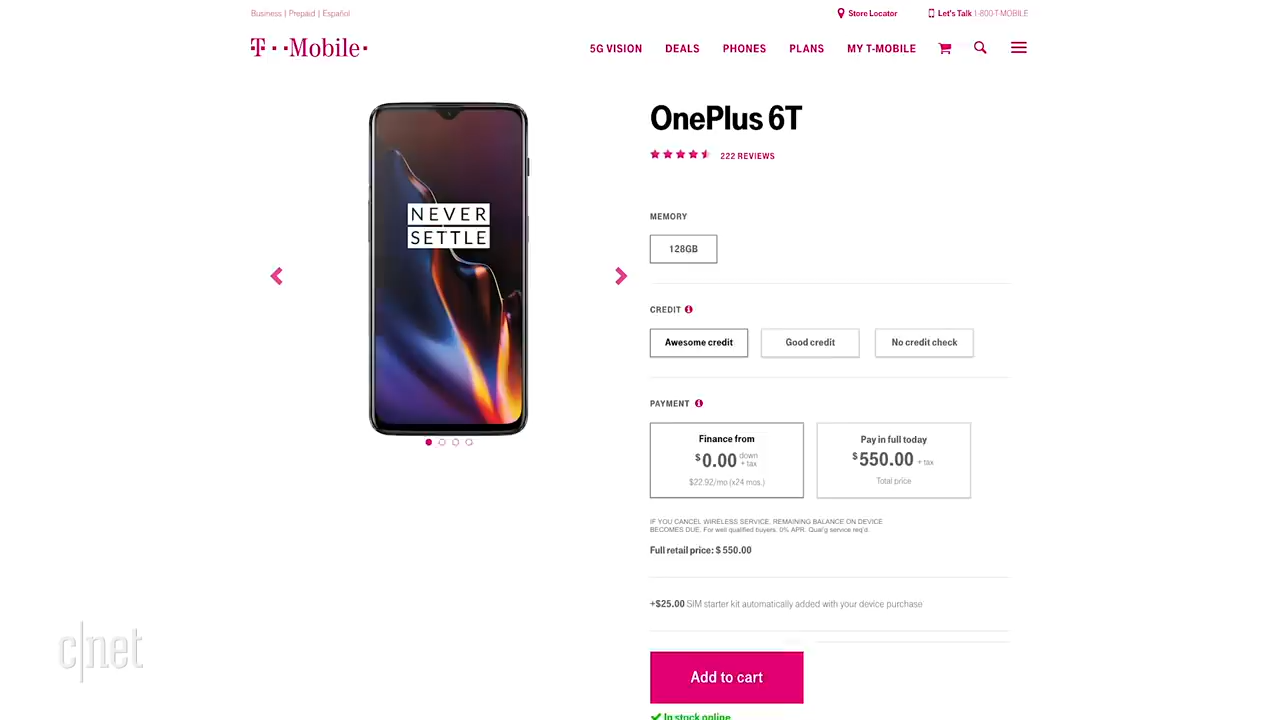 Business | Prepaid | Español
Store Locator
Let's Talk 1-800-T-MOBILE
T Mobile
5G VISION
DEALS
PHONES
PLANS
MY T-MOBILE
NEVER
SETTLE
OnePlus 6T
222 REVIEWS
MEMORY
128GB
CREDIT
Awesome credit
Good credit
No credit check
PAYMENT
Finance from
$0.00 down + tax
$22.92/mo (x24 mos.)
Pay in full today
$550.00 + tax
Total price
IF YOU CANCEL WIRELESS SERVICE, REMAINING BALANCE ON DEVICE
BECOMES DUE. For well qualified buyers. 0% APR. Qual'g service req'd.
Full retail price: $550.00
+$25.00 SIM starter kit automatically added with your device purchase
Add to cart
In stock online
c|net